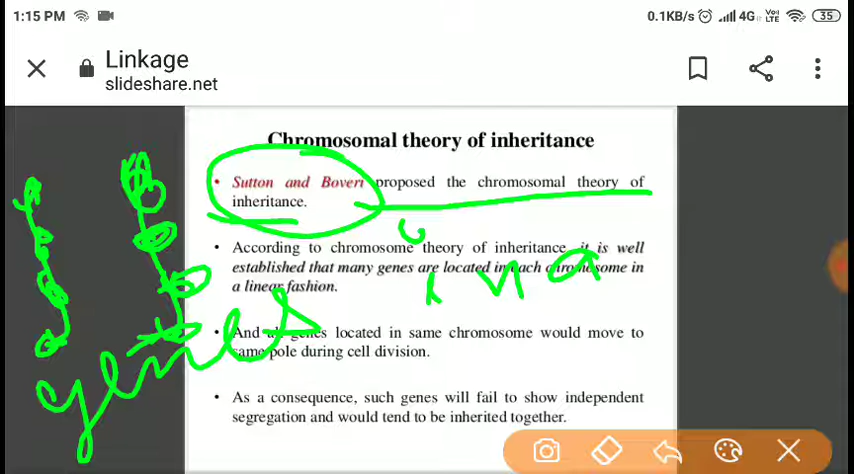 1:15 PM
0.1KB/s 4G Vo) LTE 35
Linkage
slideshare.net
Chromosomal theory of inheritance
• Sutton and Boveri proposed the chromosomal theory of
inheritance.
• According to chromosome theory of inheritance, it is well
established that many genes are located in each chromosome in
a linear fashion.
• And all genes located in same chromosome would move to
same pole during cell division.
• As a consequence, such genes will fail to show independent
segregation and would tend to be inherited together.
genes
in a